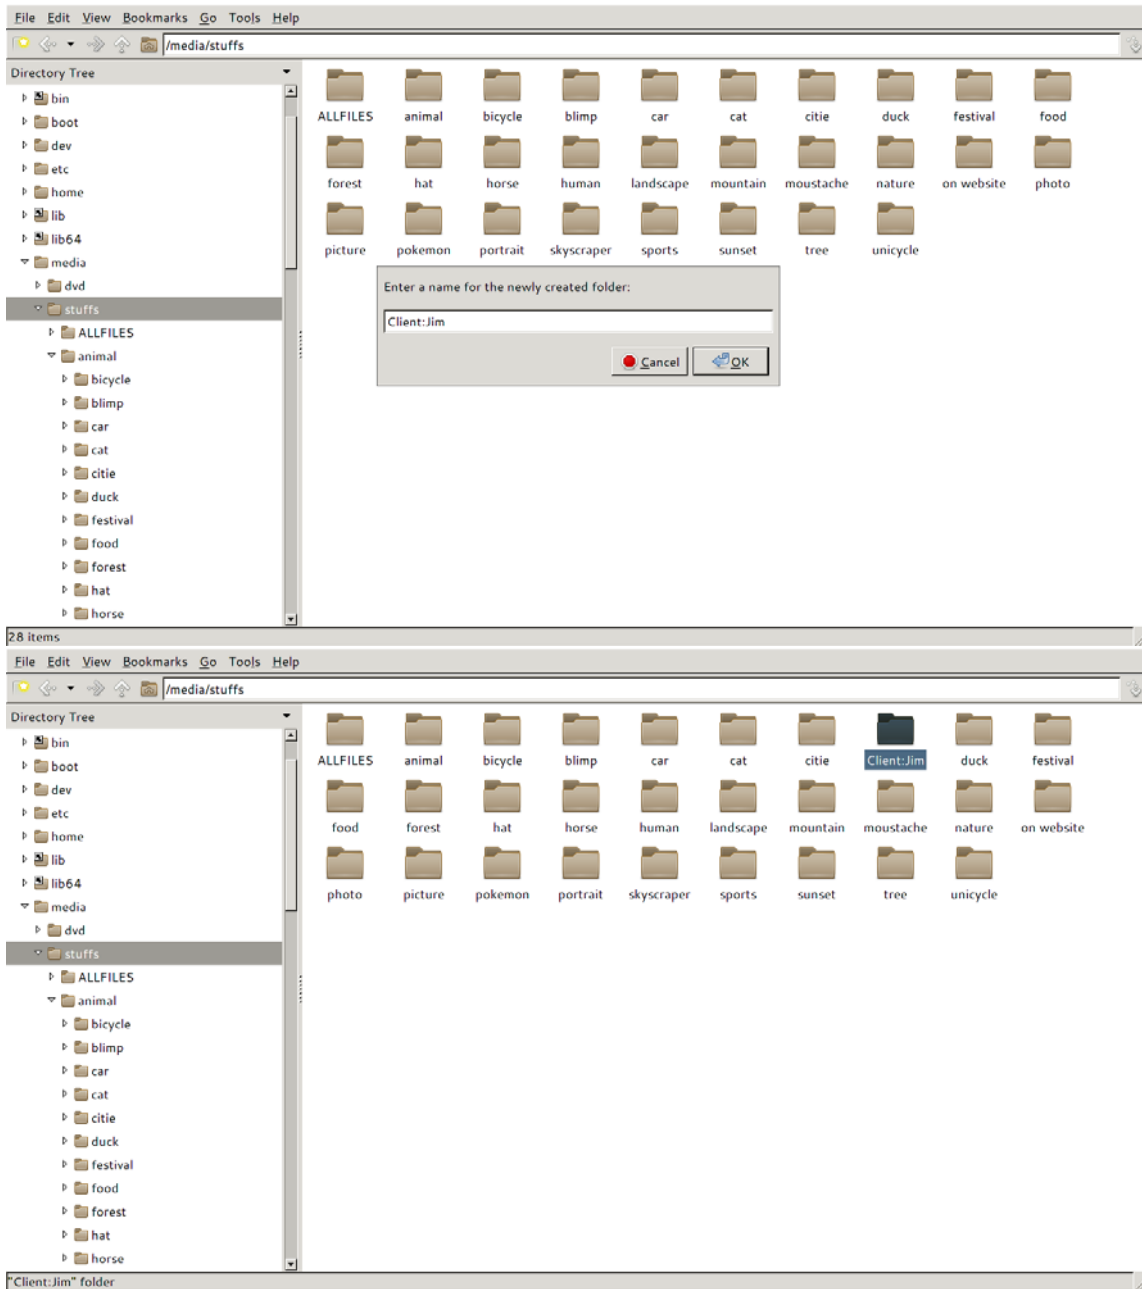 File Edit View Bookmarks Go Tools Help
/media/stuffs
Directory Tree
bin
boot
dev
etc
home
lib
lib64
media
dvd
stuffs
ALLFILES
animal
bicycle
blimp
car
cat
citie
duck
festival
food
forest
hat
horse
ALLFILES animal bicycle blimp car cat citie duck festival food
forest hat horse human landscape mountain moustache nature on website photo
picture pokemon portrait skyscraper sports sunset tree unicycle
Enter a name for the newly created folder:
Client:Jim
Cancel OK
28 items
File Edit View Bookmarks Go Tools Help
/media/stuffs
Directory Tree
bin
boot
dev
etc
home
lib
lib64
media
dvd
stuffs
ALLFILES
animal
bicycle
blimp
car
cat
citie
duck
festival
food
forest
hat
horse
ALLFILES animal bicycle blimp car cat citie Client:Jim duck festival
food forest hat horse human landscape mountain moustache nature on website
photo picture pokemon portrait skyscraper sports sunset tree unicycle
"Client:Jim" folder